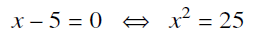 x − 5 = 0 ⇔ x² = 25